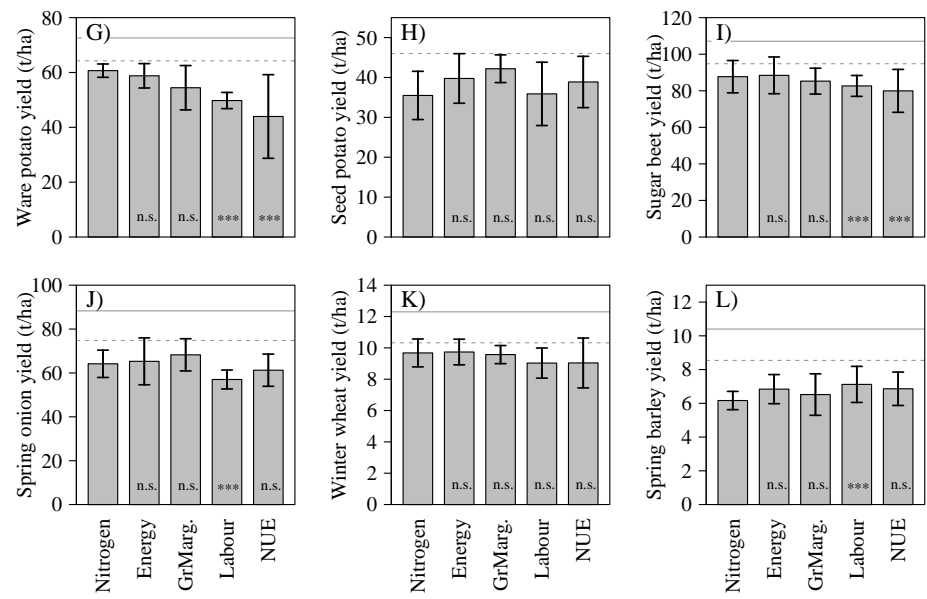 G)
Ware potato yield (t/ha)
80
60
40
20
0
n.s.
n.s.
***
***
H)
Seed potato yield (t/ha)
50
40
30
20
10
0
n.s.
n.s.
n.s.
n.s.
I)
Sugar beet yield (t/ha)
120
100
80
60
40
20
0
n.s.
n.s.
***
***
J)
Spring onion yield (t/ha)
100
80
60
40
20
0
n.s.
n.s.
***
n.s.
Nitrogen
Energy
GrMarg.
Labour
NUE
K)
Winter wheat yield (t/ha)
14
12
10
8
6
4
2
0
n.s.
n.s.
n.s.
n.s.
Nitrogen
Energy
GrMarg.
Labour
NUE
L)
Spring barley yield (t/ha)
12
10
8
6
4
2
0
n.s.
n.s.
***
n.s.
Nitrogen
Energy
GrMarg.
Labour
NUE